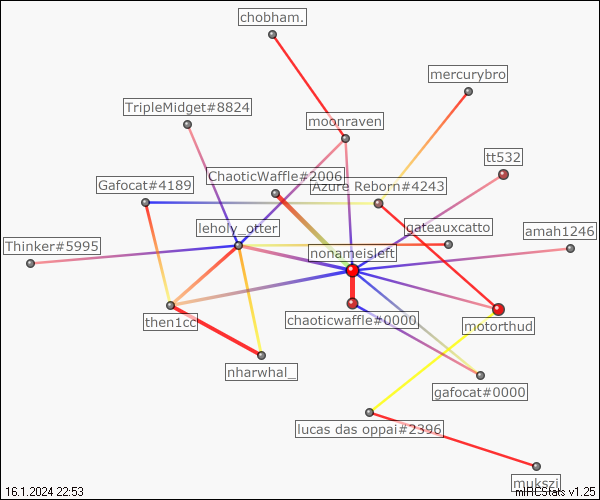 chobham.
mercurybro
TripleMidget#8824
moonraven
tt532
ChaoticWaffle#2006
Gafocat#4189
Azure Reborn#4243
leholy_otter
gateauxcatto
amah1246
Thinker#5995
nonameisleft
then1cc
chaoticwaffle#0000
motorthud
nharwhal_
gafocat#0000
lucas das oppai#2396
mukszi
16.1.2024 22:53
mIRCStats v1.25